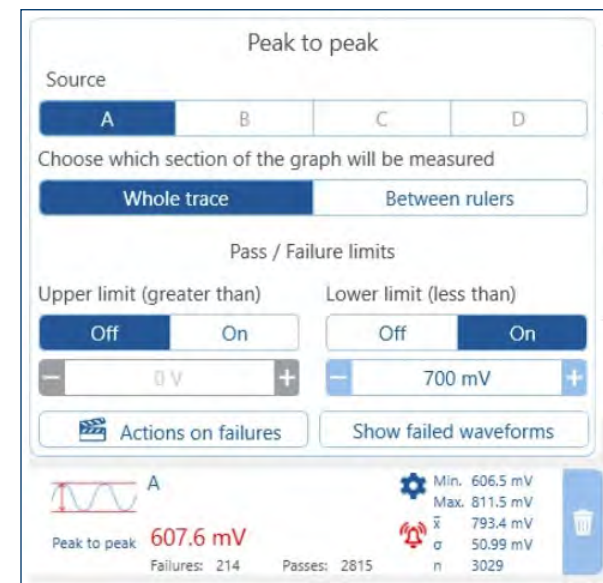 Peak to peak
Source
A B C D
Choose which section of the graph will be measured
Whole trace Between rulers
Pass / Failure limits
Upper limit (greater than) Lower limit (less than)
Off On Off On
− 0 V + − 700 mV +
Actions on failures Show failed waveforms
A Min. 606.5 mV
Max. 811.5 mV
Peak to peak 607.6 mV x̄ 793.4 mV
σ 50.99 mV
Failures: 214 Passes: 2815 n 3029